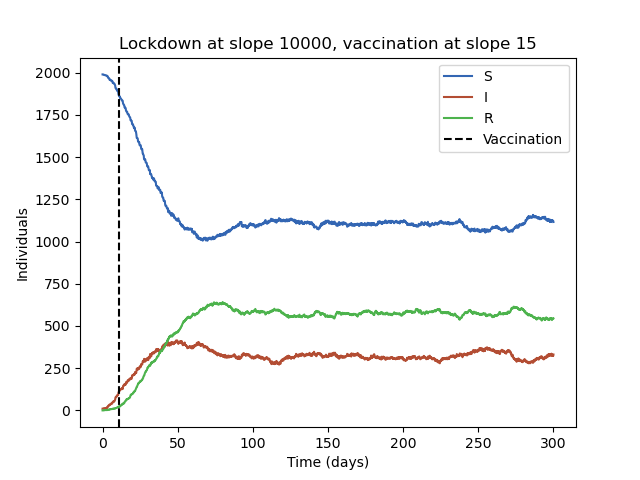 Lockdown at slope 10000, vaccination at slope 15
S
I
R
Vaccination
2000
1750
1500
1250
1000
750
500
250
0
Individuals
0 50 100 150 200 250 300
Time (days)